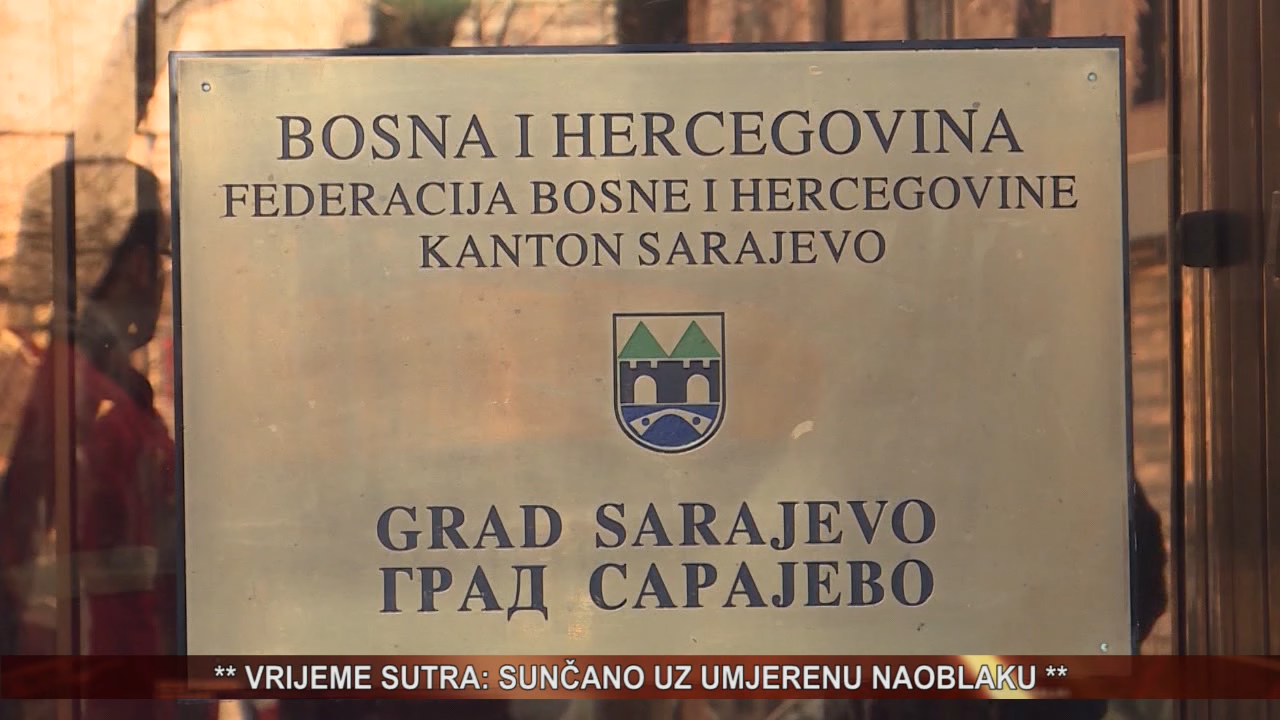 BOSNA I HERCEGOVINA
FEDERACIJA BOSNE I HERCEGOVINE
KANTON SARAJEVO
GRAD SARAJEVO
ГРАД САРАЈЕВО
** VRIJEME SUTRA: SUNČANO UZ UMJERENU NAOBLAKU **